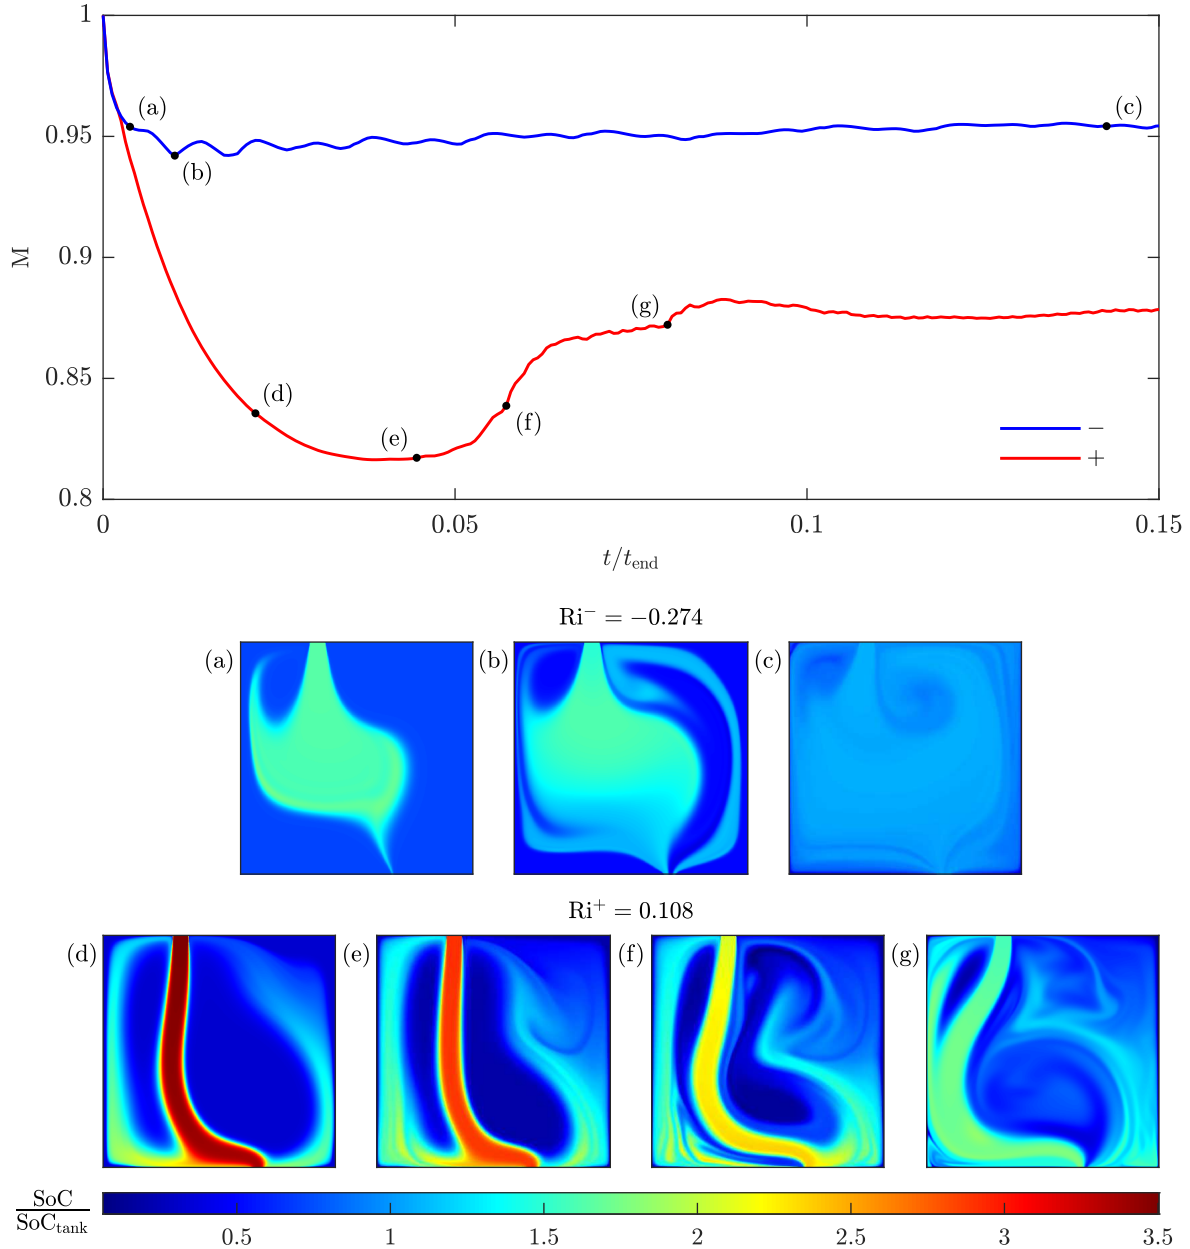 1
0.95
0.9
0.85
0.8
M
(a)
(b)
(c)
(d)
(e)
(f)
(g)
−
+
0
0.05
0.1
0.15
t/t_end
Ri⁻ = −0.274
(a)
(b)
(c)
Ri⁺ = 0.108
(d)
(e)
(f)
(g)
SoC
SoC_tank
0.5
1
1.5
2
2.5
3
3.5